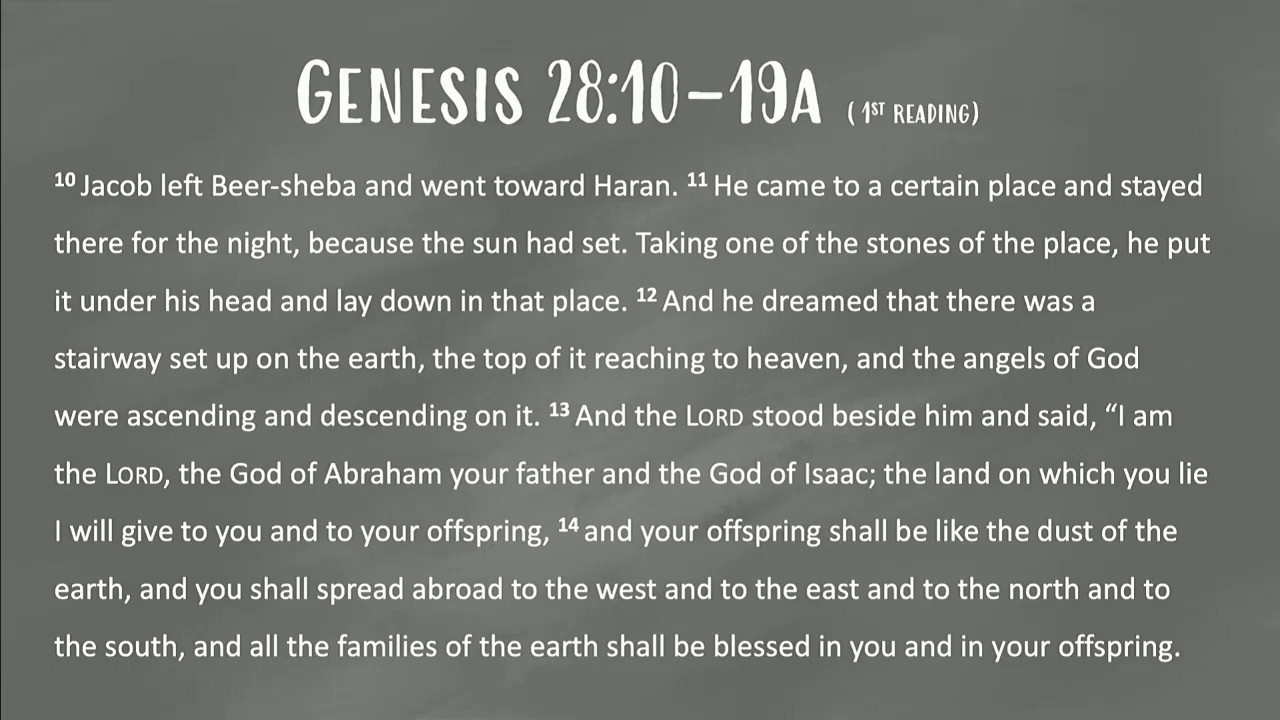 GENESIS 28:10–19A (1ST READING)
10 Jacob left Beer-sheba and went toward Haran. 11 He came to a certain place and stayed
there for the night, because the sun had set. Taking one of the stones of the place, he put
it under his head and lay down in that place. 12 And he dreamed that there was a
stairway set up on the earth, the top of it reaching to heaven, and the angels of God
were ascending and descending on it. 13 And the LORD stood beside him and said, “I am
the LORD, the God of Abraham your father and the God of Isaac; the land on which you lie
I will give to you and to your offspring, 14 and your offspring shall be like the dust of the
earth, and you shall spread abroad to the west and to the east and to the north and to
the south, and all the families of the earth shall be blessed in you and in your offspring.